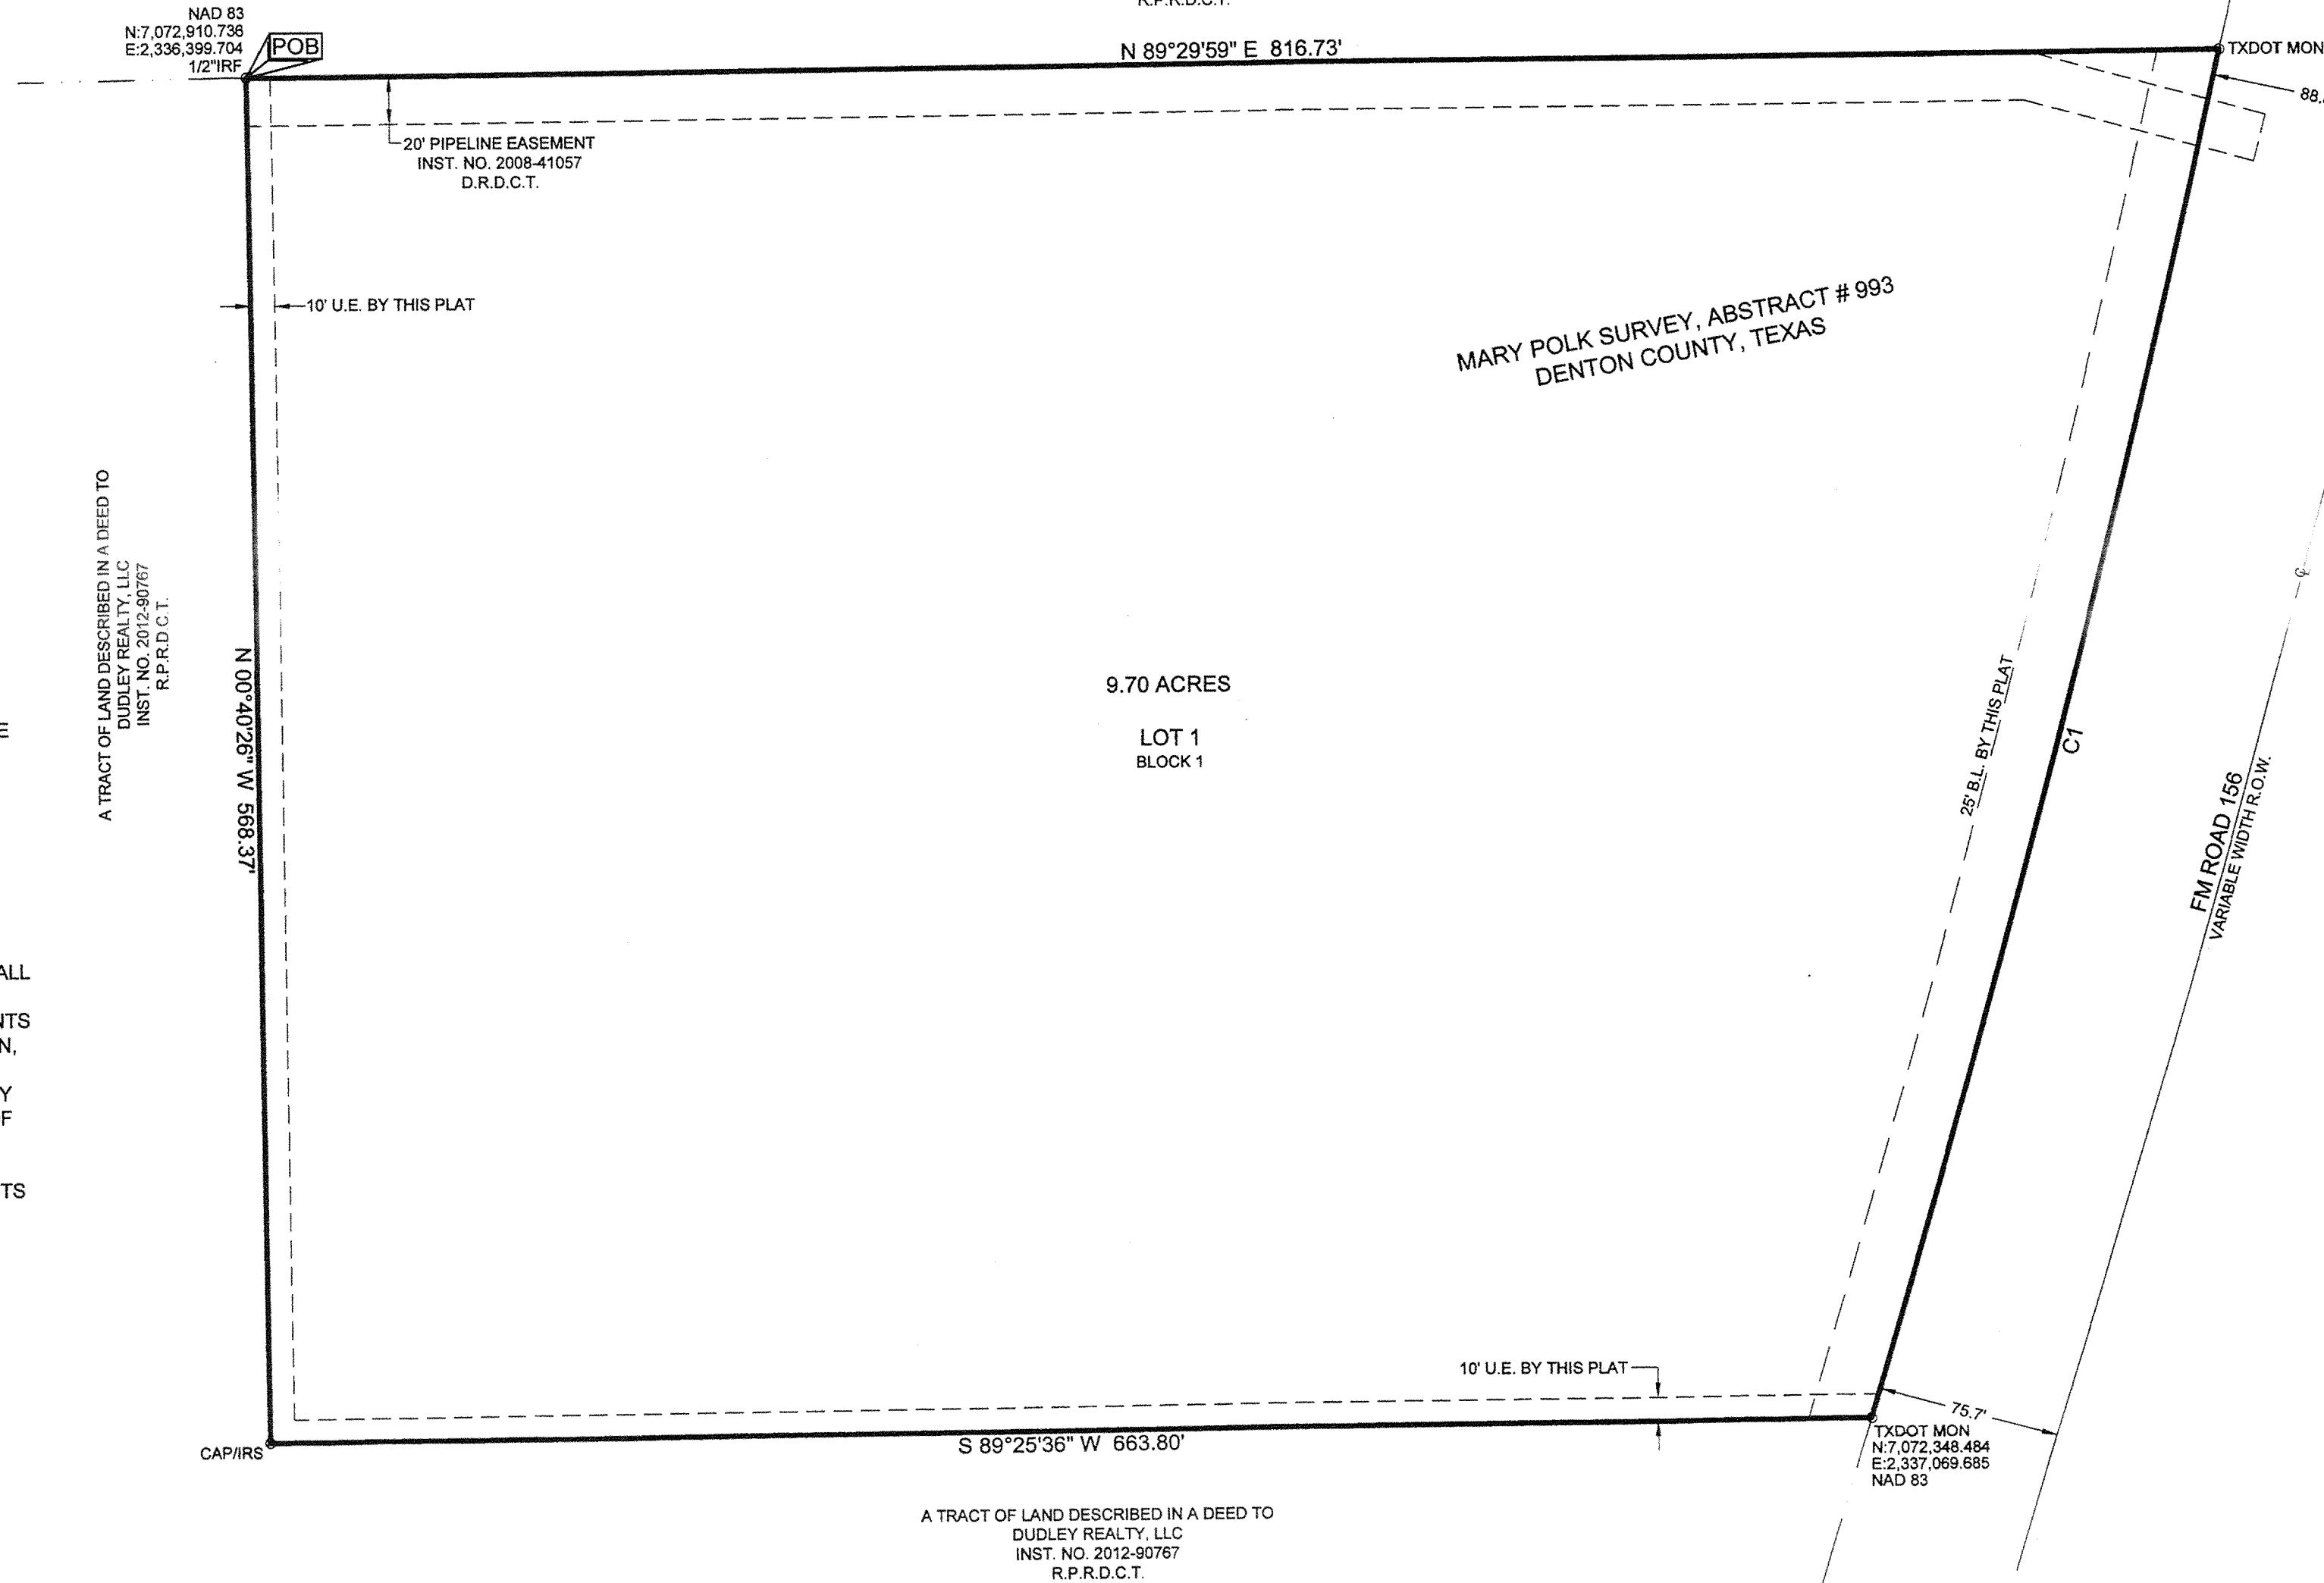 R.P.R.D.C.T.
NAD 83
N:7,072,910.736
E:2,336,399.704
1/2"IRF
POB
N 89°29'59" E 816.73'
TXDOT MON
88.
20' PIPELINE EASEMENT
INST. NO. 2008-41057
D.R.D.C.T.
10' U.E. BY THIS PLAT
MARY POLK SURVEY, ABSTRACT # 993
DENTON COUNTY, TEXAS
A TRACT OF LAND DESCRIBED IN A DEED TO
DUDLEY REALTY, LLC
INST. NO. 2012-90767
R.P.R.D.C.T.
N 00°40'26" W 568.37'
9.70 ACRES
LOT 1
BLOCK 1
25' B.L. BY THIS PLAT
C1
FM ROAD 156
VARIABLE WIDTH R.O.W.
E
ALL
NTS
N,
Y
F
TS
10' U.E. BY THIS PLAT
75.7'
CAP/IRS
S 89°25'36" W 663.80'
TXDOT MON
N:7,072,348.484
E:2,337,069.685
NAD 83
A TRACT OF LAND DESCRIBED IN A DEED TO
DUDLEY REALTY, LLC
INST. NO. 2012-90767
R.P.R.D.C.T.